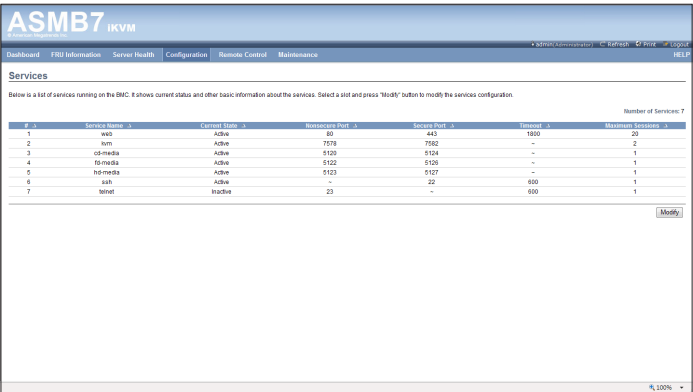 ASMB7 iKVM
© American Megatrends Inc.
admin(Administrator) Refresh Print Logout
Dashboard FRU Information Server Health Configuration Remote Control Maintenance HELP
Services
Below is a list of services running on the BMC. It shows current status and other basic information about the services. Select a slot and press "Modify" button to modify the services configuration.
Number of Services: 7
# Service Name Current State Nonsecure Port Secure Port Timeout Maximum Sessions
1 web Active 80 443 1800 20
2 kvm Active 7578 7582 ~ 2
3 cd-media Active 5120 5124 ~ 1
4 fd-media Active 5122 5126 ~ 1
5 hd-media Active 5123 5127 ~ 1
6 ssh Active ~ 22 600 1
7 telnet Inactive 23 ~ 600 1
Modify
100%